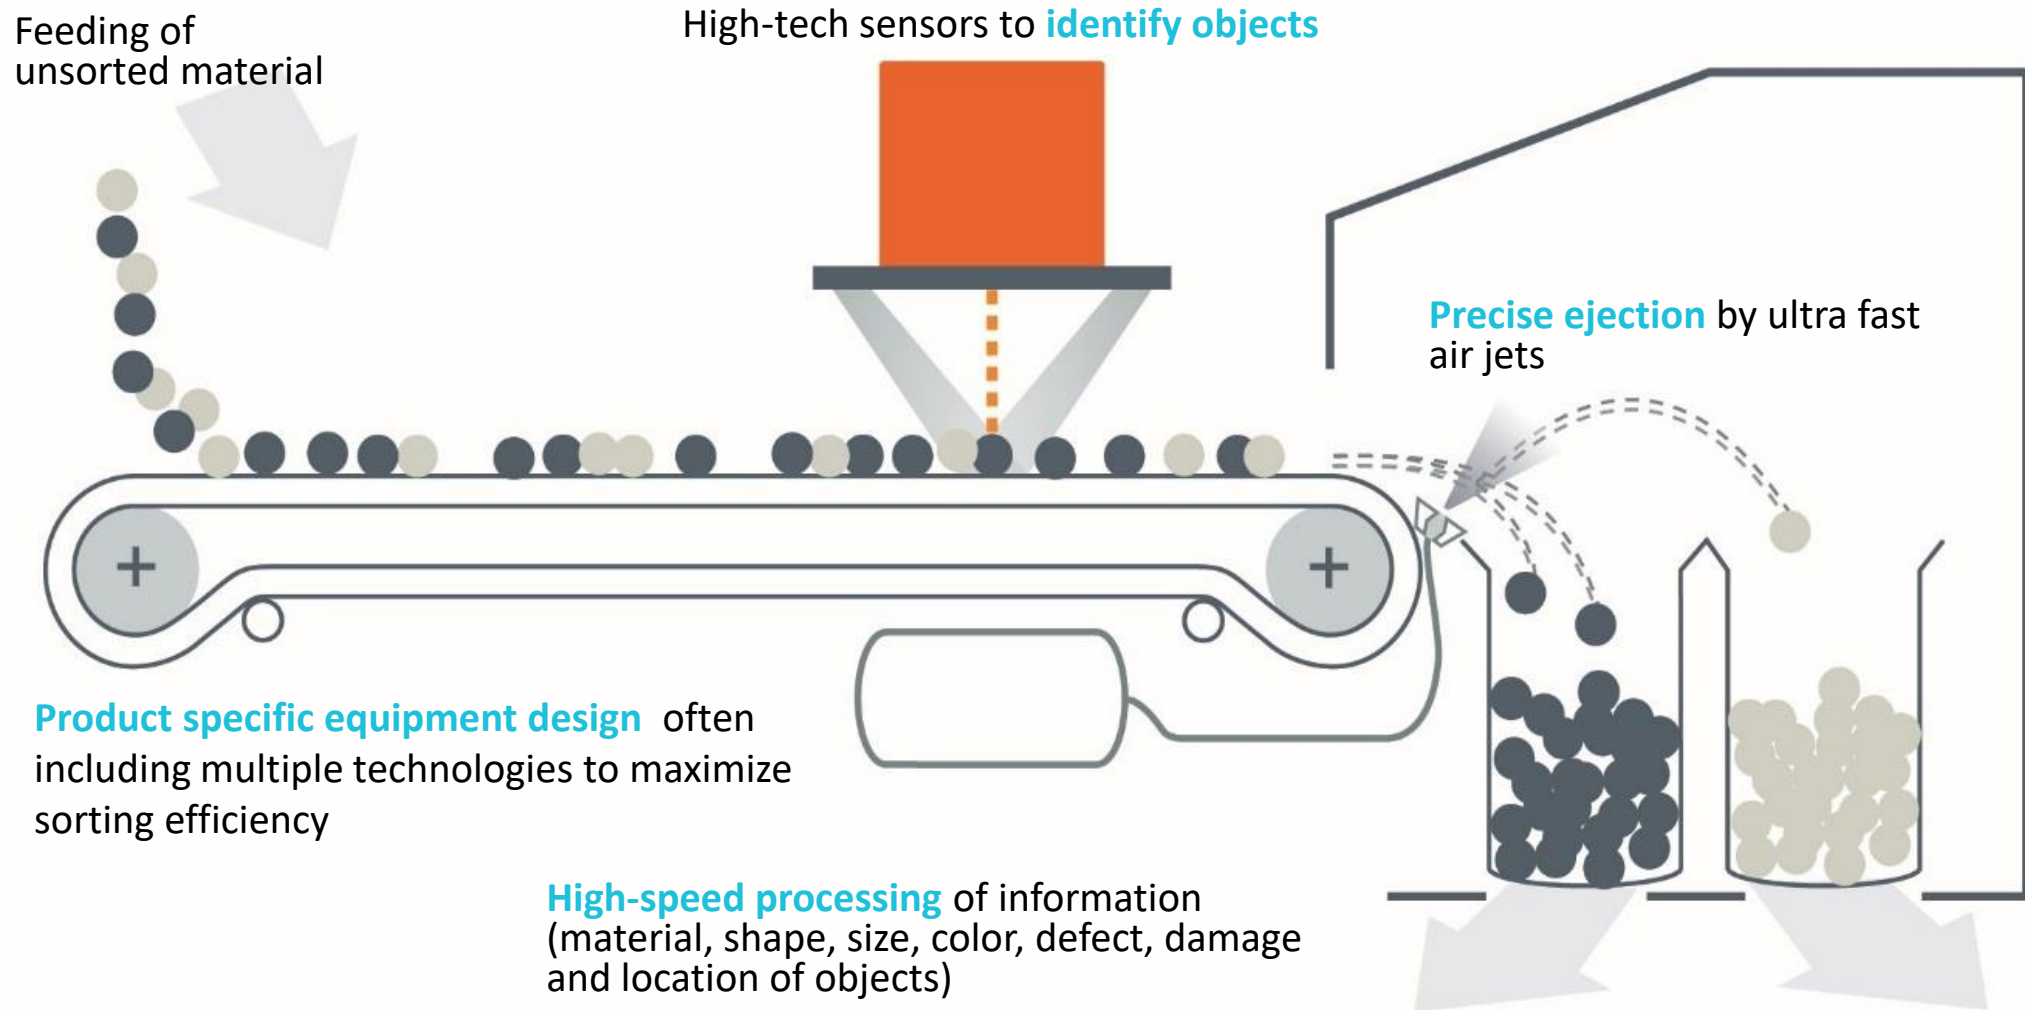 Feeding of
unsorted material
High-tech sensors to identify objects
Precise ejection by ultra fast
air jets
Product specific equipment design often
including multiple technologies to maximize
sorting efficiency
High-speed processing of information
(material, shape, size, color, defect, damage
and location of objects)